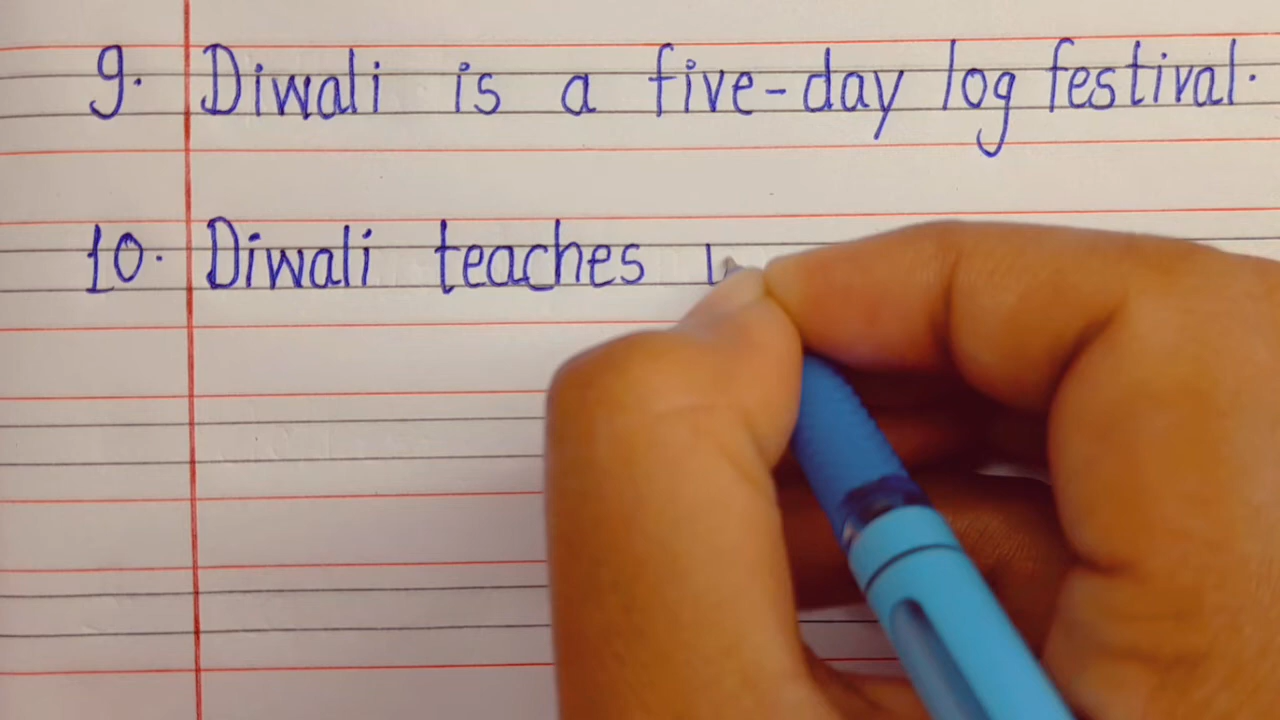 9. Diwali is a five-day log festival.
10. Diwali teaches